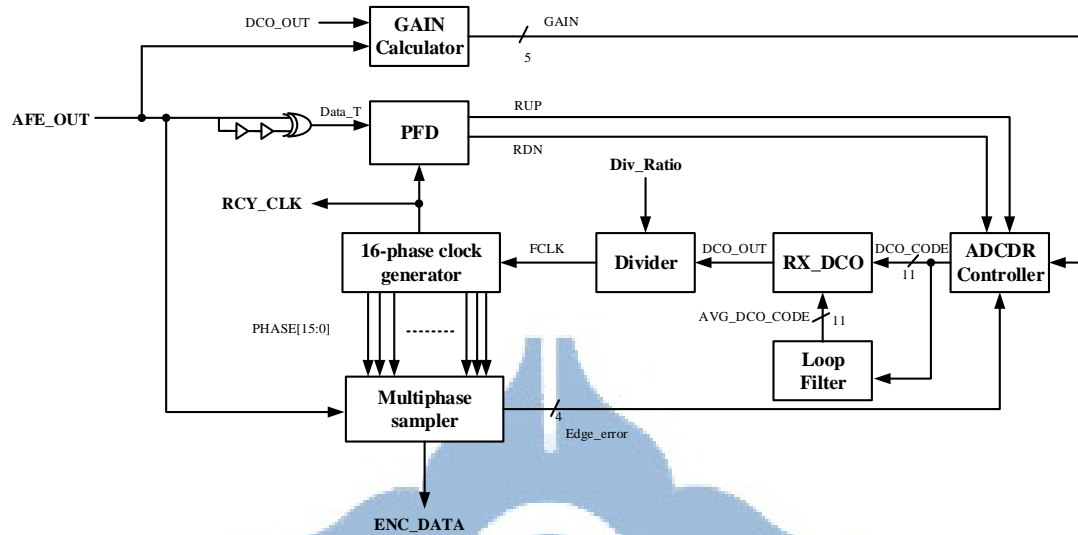 DCO_OUT
GAIN
Calculator
GAIN
5
AFE_OUT
Data_T
PFD
RUP
RDN
Div_Ratio
RCY_CLK
16-phase clock
generator
FCLK
Divider
DCO_OUT
RX_DCO
DCO_CODE
11
ADCDR
Controller
PHASE[15:0]
AVG_DCO_CODE
11
Loop
Filter
Multiphase
sampler
4
Edge_error
ENC_DATA